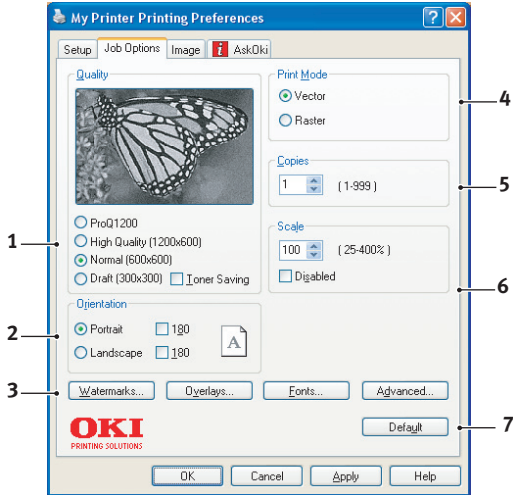 My Printer Printing Preferences
Setup Job Options Image i AskOki
Quality
ProQ1200
High Quality (1200x600)
Normal (600x600)
Draft (300x300) Toner Saving
Orientation
Portrait 180
Landscape 180
A
Print Mode
Vector
Raster
Copies
1 (1-999)
Scale
100 (25-400%)
Disabled
Watermarks... Overlays... Fonts... Advanced...
OKI
PRINTING SOLUTIONS
Default
OK Cancel Apply Help
1
2
3
4
5
6
7